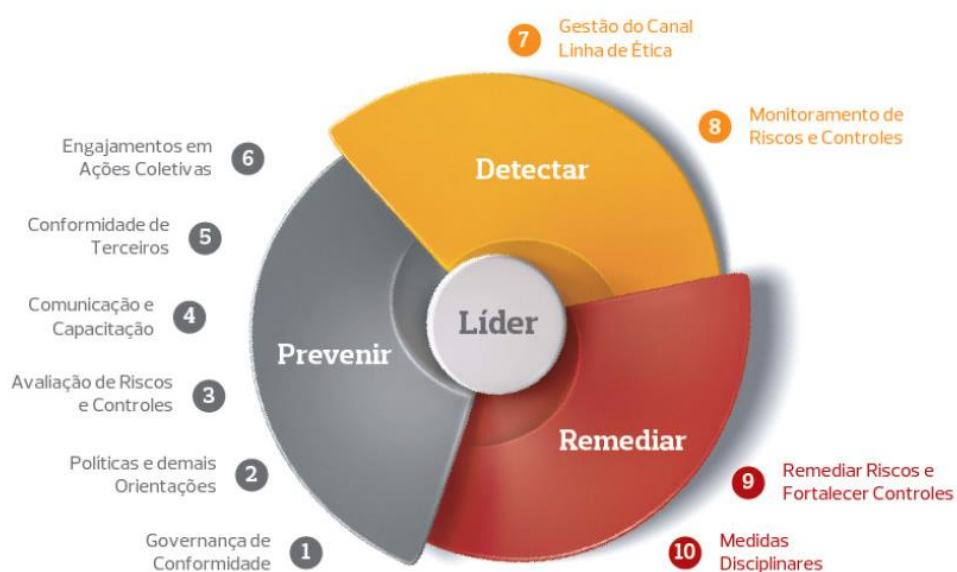 7
Gestão do Canal
Linha de Ética
8
Monitoramento de
Riscos e Controles
Detectar
Engajamentos em
Ações Coletivas
6
Conformidade de
Terceiros
5
Comunicação e
Capacitação
4
Avaliação de Riscos
e Controles
3
Políticas e demais
Orientações
2
Governança de
Conformidade
1
Prevenir
Líder
Remediar
9
Remediar Riscos e
Fortalecer Controles
10
Medidas
Disciplinares